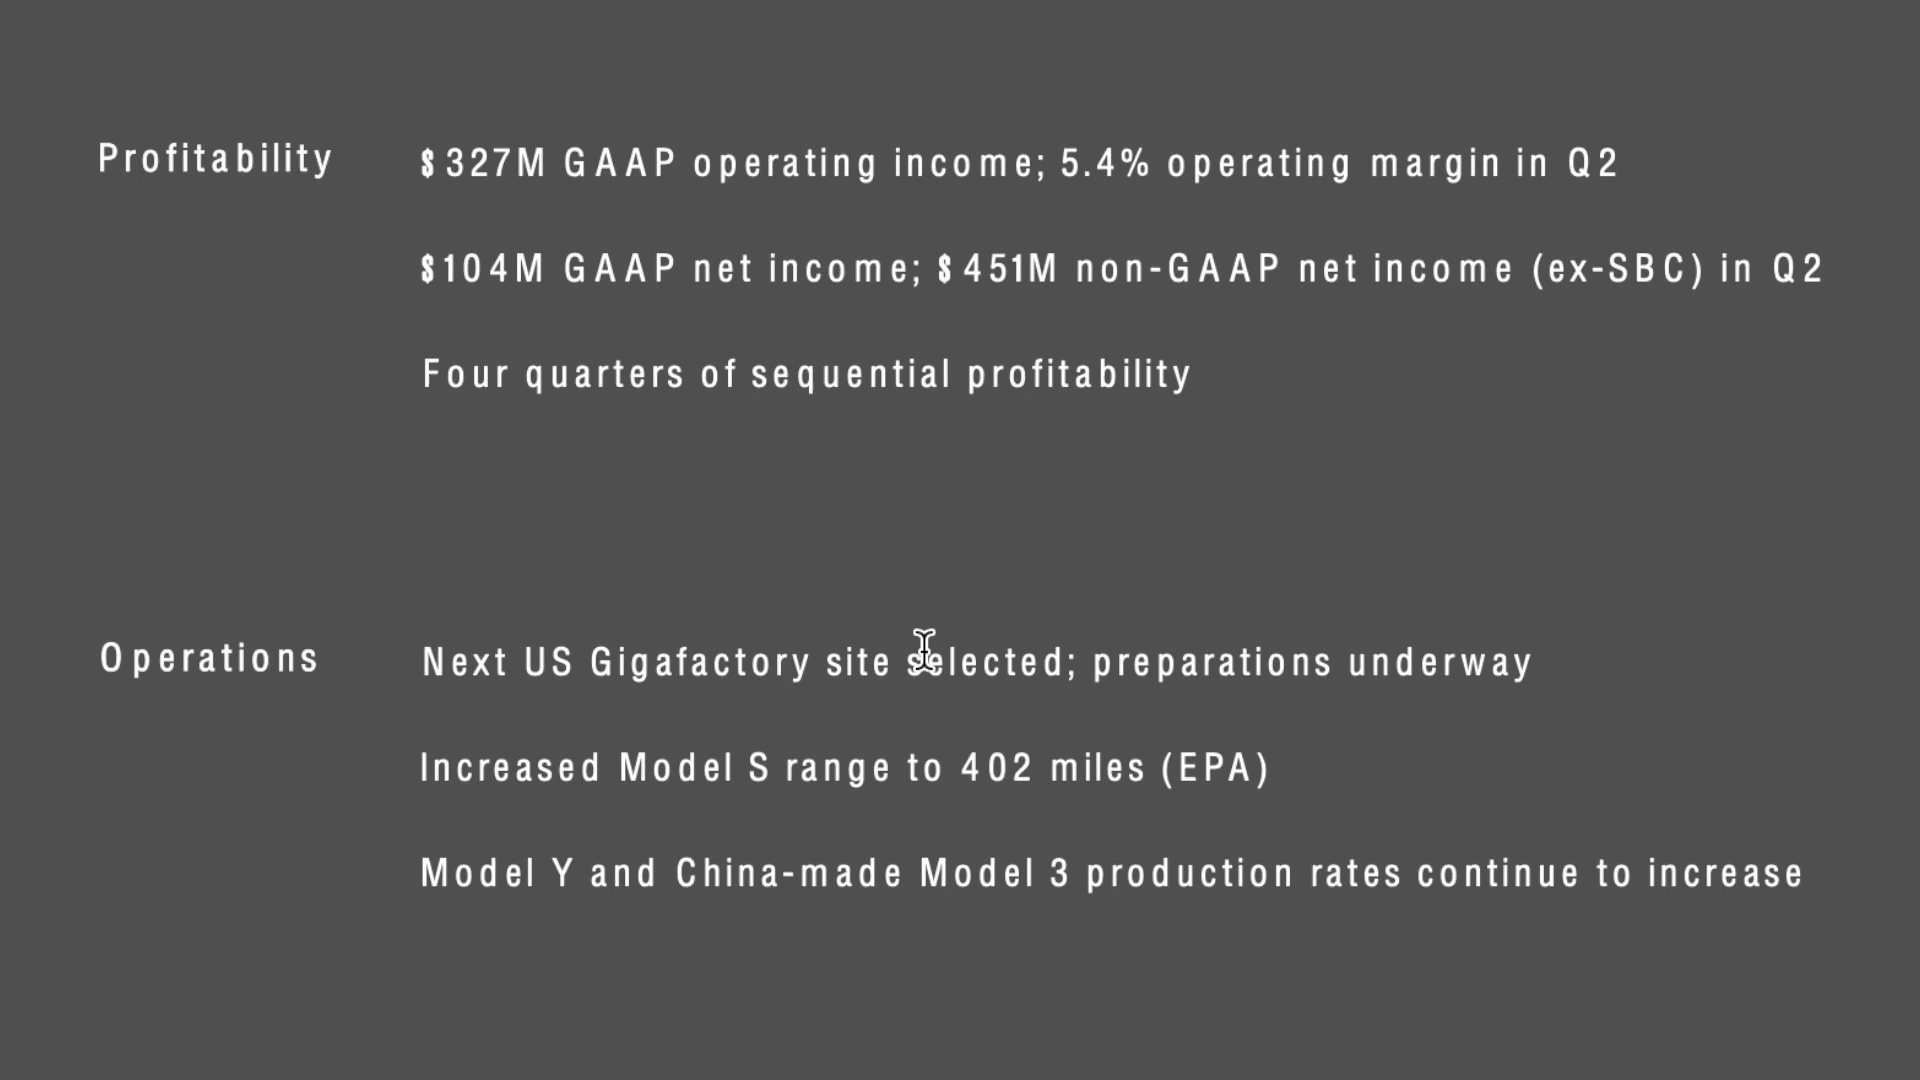 Profitability
$327M GAAP operating income; 5.4% operating margin in Q2
$104M GAAP net income; $451M non-GAAP net income (ex-SBC) in Q2
Four quarters of sequential profitability
Operations
Next US Gigafactory site selected; preparations underway
Increased Model S range to 402 miles (EPA)
Model Y and China-made Model 3 production rates continue to increase